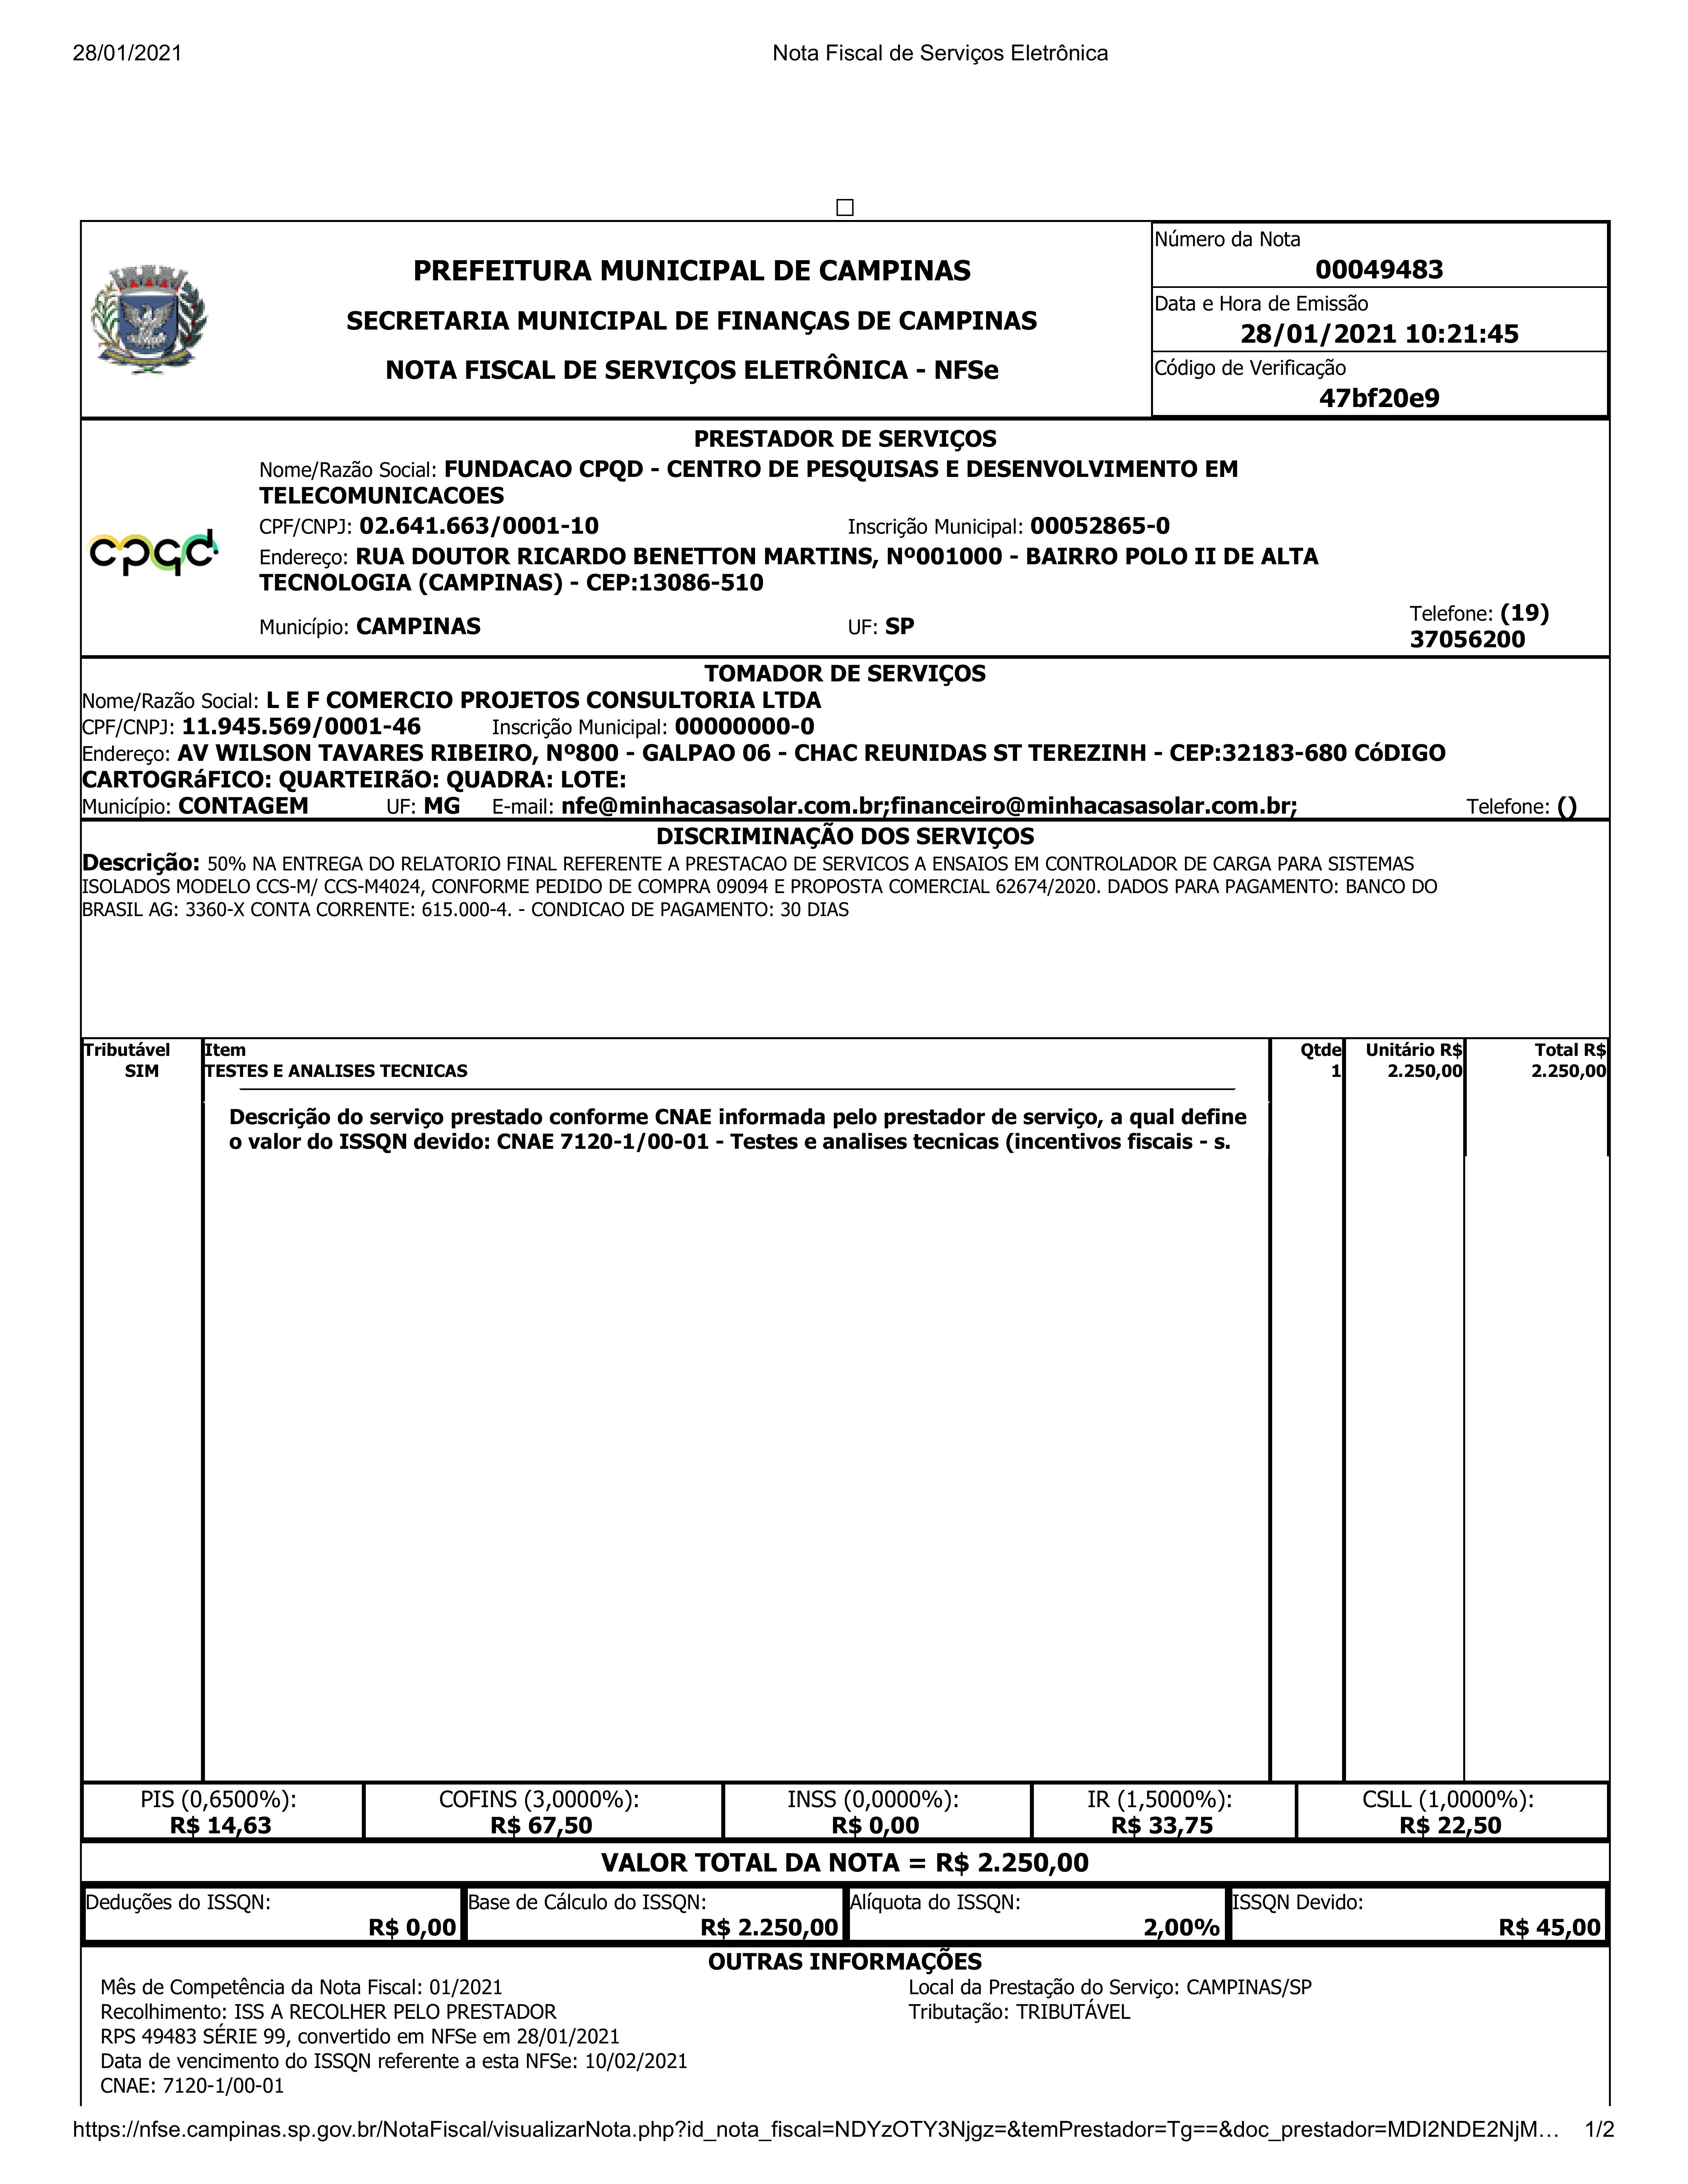 28/01/2021 Nota Fiscal de Serviços Eletrônica
PREFEITURA MUNICIPAL DE CAMPINAS
SECRETARIA MUNICIPAL DE FINANÇAS DE CAMPINAS
NOTA FISCAL DE SERVIÇOS ELETRÔNICA - NFSe
Número da Nota
00049483
Data e Hora de Emissão
28/01/2021 10:21:45
Código de Verificação
47bf20e9
PRESTADOR DE SERVIÇOS
cpqd
Nome/Razão Social: FUNDACAO CPQD - CENTRO DE PESQUISAS E DESENVOLVIMENTO EM
TELECOMUNICACOES
CPF/CNPJ: 02.641.663/0001-10 Inscrição Municipal: 00052865-0
Endereço: RUA DOUTOR RICARDO BENETTON MARTINS, Nº001000 - BAIRRO POLO II DE ALTA
TECNOLOGIA (CAMPINAS) - CEP:13086-510
Município: CAMPINAS UF: SP Telefone: (19)
37056200
TOMADOR DE SERVIÇOS
Nome/Razão Social: L E F COMERCIO PROJETOS CONSULTORIA LTDA
CPF/CNPJ: 11.945.569/0001-46 Inscrição Municipal: 00000000-0
Endereço: AV WILSON TAVARES RIBEIRO, Nº800 - GALPAO 06 - CHAC REUNIDAS ST TEREZINH - CEP:32183-680 CóDIGO
CARTOGRáFICO: QUARTEIRãO: QUADRA: LOTE:
Município: CONTAGEM UF: MG E-mail: nfe@minhacasasolar.com.br;financeiro@minhacasasolar.com.br; Telefone: ()
DISCRIMINAÇÃO DOS SERVIÇOS
Descrição: 50% NA ENTREGA DO RELATORIO FINAL REFERENTE A PRESTACAO DE SERVICOS A ENSAIOS EM CONTROLADOR DE CARGA PARA SISTEMAS
ISOLADOS MODELO CCS-M/ CCS-M4024, CONFORME PEDIDO DE COMPRA 09094 E PROPOSTA COMERCIAL 62674/2020. DADOS PARA PAGAMENTO: BANCO DO
BRASIL AG: 3360-X CONTA CORRENTE: 615.000-4. - CONDICAO DE PAGAMENTO: 30 DIAS
Tributável Item Qtde Unitário R$ Total R$
SIM TESTES E ANALISES TECNICAS 1 2.250,00 2.250,00
Descrição do serviço prestado conforme CNAE informada pelo prestador de serviço, a qual define
o valor do ISSQN devido: CNAE 7120-1/00-01 - Testes e analises tecnicas (incentivos fiscais - s.
PIS (0,6500%): COFINS (3,0000%): INSS (0,0000%): IR (1,5000%): CSLL (1,0000%):
R$ 14,63 R$ 67,50 R$ 0,00 R$ 33,75 R$ 22,50
VALOR TOTAL DA NOTA = R$ 2.250,00
Deduções do ISSQN: Base de Cálculo do ISSQN: Alíquota do ISSQN: ISSQN Devido:
R$ 0,00 R$ 2.250,00 2,00% R$ 45,00
OUTRAS INFORMAÇÕES
Mês de Competência da Nota Fiscal: 01/2021 Local da Prestação do Serviço: CAMPINAS/SP
Recolhimento: ISS A RECOLHER PELO PRESTADOR Tributação: TRIBUTÁVEL
RPS 49483 SÉRIE 99, convertido em NFSe em 28/01/2021
Data de vencimento do ISSQN referente a esta NFSe: 10/02/2021
CNAE: 7120-1/00-01
https://nfse.campinas.sp.gov.br/NotaFiscal/visualizarNota.php?id_nota_fiscal=NDYzOTY3Njgz=&temPrestador=Tg==&doc_prestador=MDI2NDE2NjM… 1/2